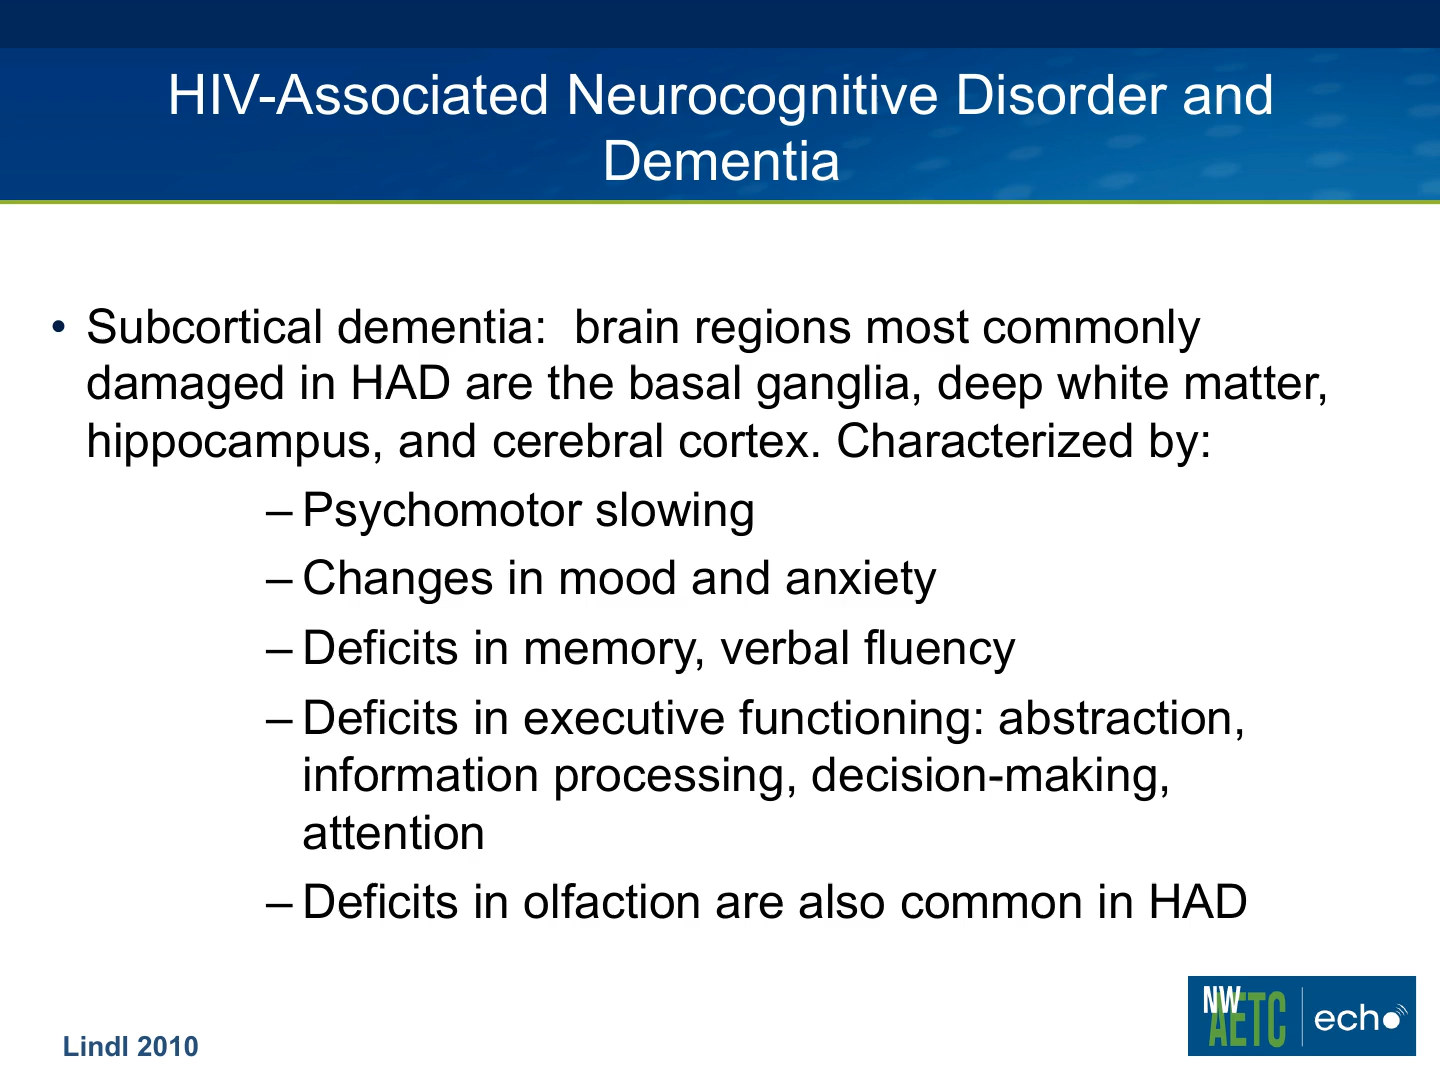 HIV-Associated Neurocognitive Disorder and
Dementia
• Subcortical dementia:  brain regions most commonly
damaged in HAD are the basal ganglia, deep white matter,
hippocampus, and cerebral cortex. Characterized by:
– Psychomotor slowing
– Changes in mood and anxiety
– Deficits in memory, verbal fluency
– Deficits in executive functioning: abstraction,
information processing, decision-making,
attention
– Deficits in olfaction are also common in HAD
Lindl 2010
NW
AETC
echo